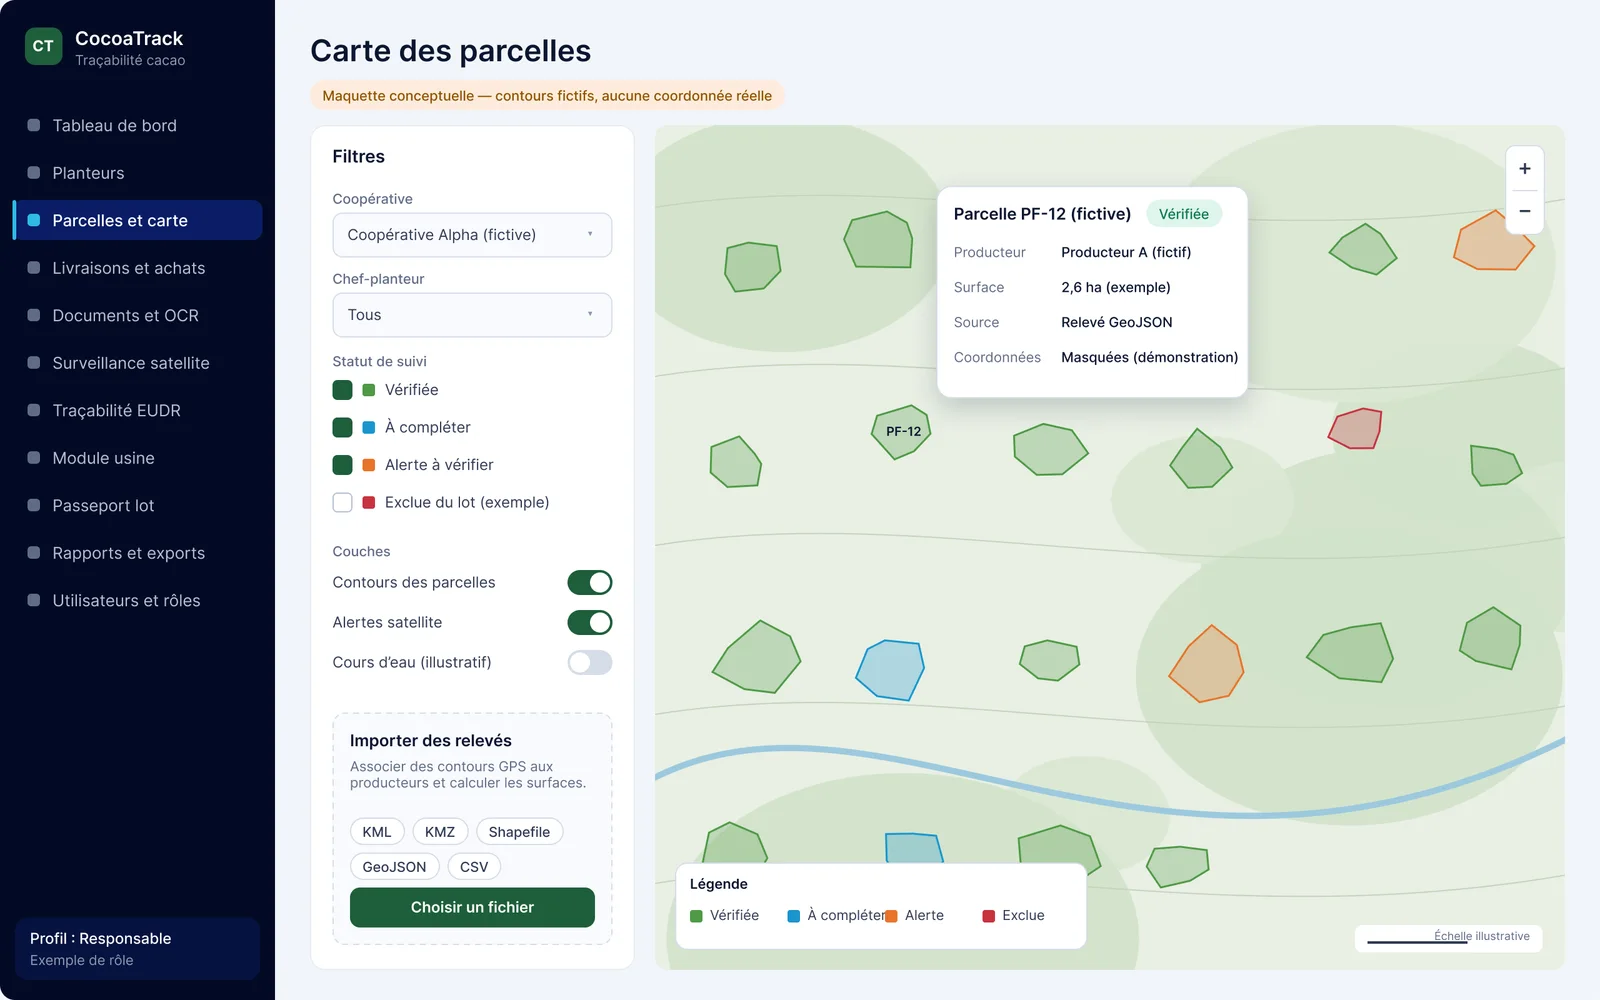 CT
CocoaTrack
Traçabilité cacao
Tableau de bord
Planteurs
Parcelles et carte
Livraisons et achats
Documents et OCR
Surveillance satellite
Traçabilité EUDR
Module usine
Passeport lot
Rapports et exports
Utilisateurs et rôles
Profil : Responsable
Exemple de rôle
Carte des parcelles
Maquette conceptuelle — contours fictifs, aucune coordonnée réelle
Filtres
Coopérative
Coopérative Alpha (fictive)
Chef-planteur
Tous
Statut de suivi
Vérifiée
À compléter
Alerte à vérifier
Exclue du lot (exemple)
Couches
Contours des parcelles
Alertes satellite
Cours d’eau (illustratif)
Importer des relevés
Associer des contours GPS aux
producteurs et calculer les surfaces.
KML KMZ Shapefile
GeoJSON CSV
Choisir un fichier
Parcelle PF-12 (fictive) Vérifiée
Producteur Producteur A (fictif)
Surface 2,6 ha (exemple)
Source Relevé GeoJSON
Coordonnées Masquées (démonstration)
+
−
PF-12
Légende
Vérifiée À compléter Alerte Exclue
Échelle illustrative